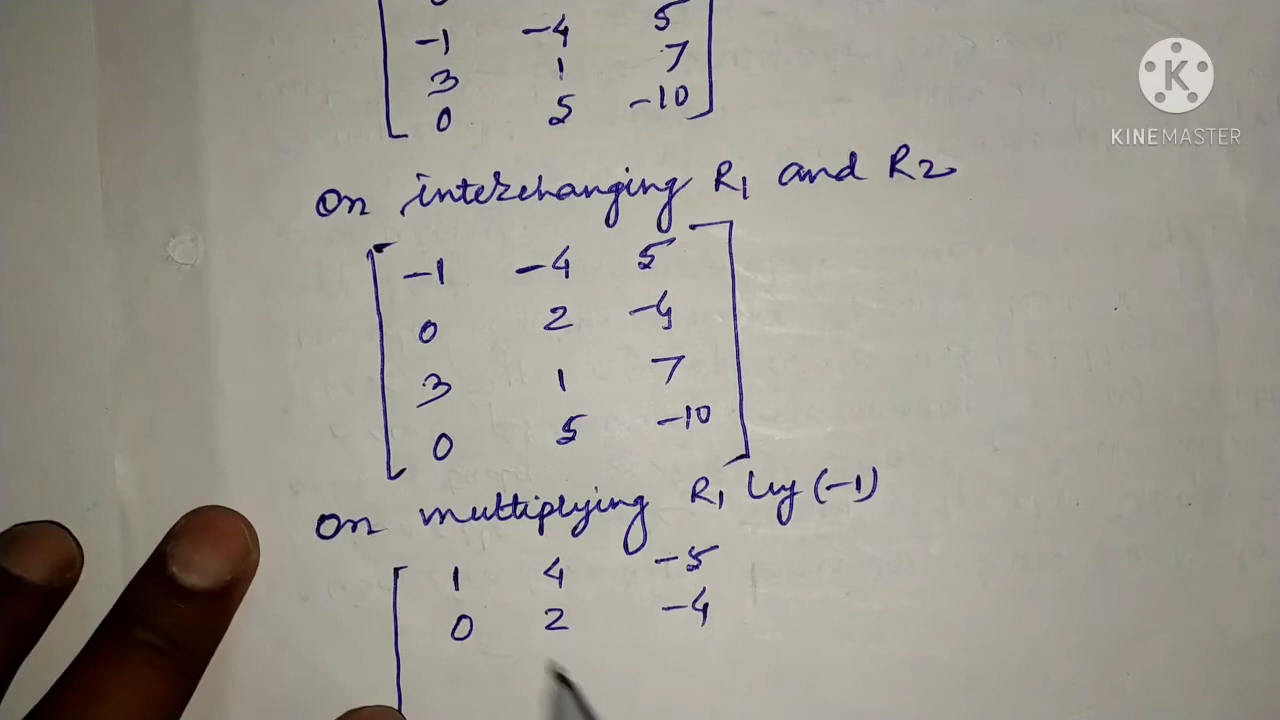 -1 -4 5
3 1 7
0 5 -10
On interchanging R1 and R2
-1 -4 5
0 2 -4
3 1 7
0 5 -10
On multiplying R1 by (-1)
1 4 -5
0 2 -4
K
KINEMASTER